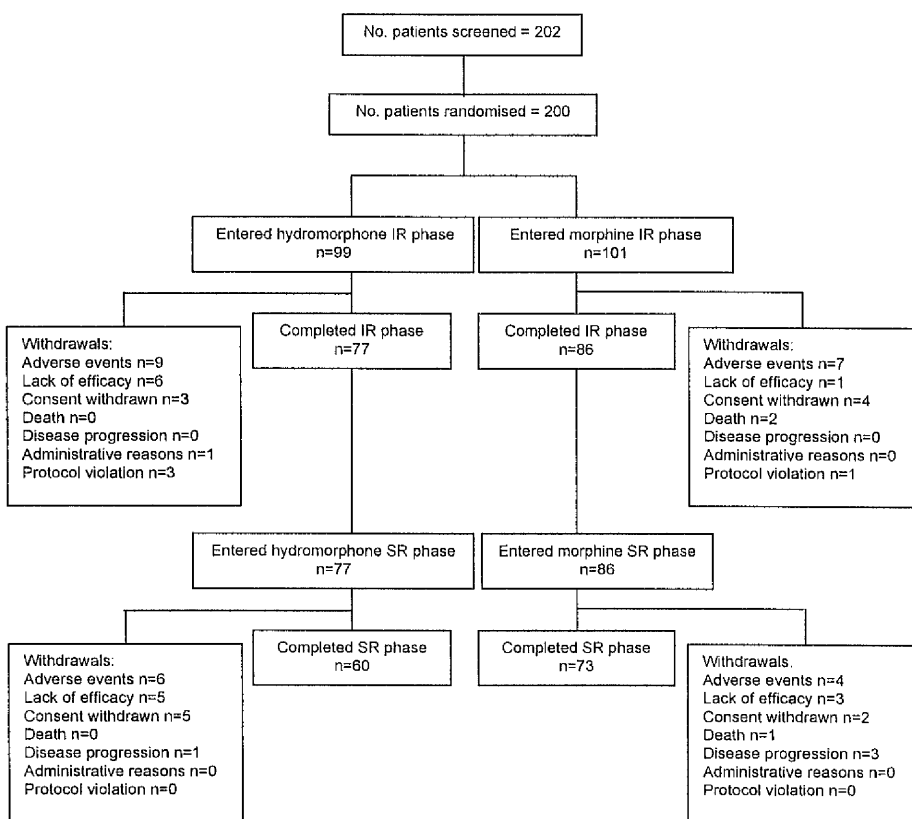 No. patients screened = 202
No. patients randomised = 200
Entered hydromorphone IR phase
n=99
Entered morphine IR phase
n=101
Withdrawals:
Adverse events n=9
Lack of efficacy n=6
Consent withdrawn n=3
Death n=0
Disease progression n=0
Administrative reasons n=1
Protocol violation n=3
Completed IR phase
n=77
Completed IR phase
n=86
Withdrawals:
Adverse events n=7
Lack of efficacy n=1
Consent withdrawn n=4
Death n=2
Disease progression n=0
Administrative reasons n=0
Protocol violation n=1
Entered hydromorphone SR phase
n=77
Entered morphine SR phase
n=86
Withdrawals:
Adverse events n=6
Lack of efficacy n=5
Consent withdrawn n=5
Death n=0
Disease progression n=1
Administrative reasons n=0
Protocol violation n=0
Completed SR phase
n=60
Completed SR phase
n=73
Withdrawals.
Adverse events n=4
Lack of efficacy n=3
Consent withdrawn n=2
Death n=1
Disease progression n=3
Administrative reasons n=0
Protocol violation n=0